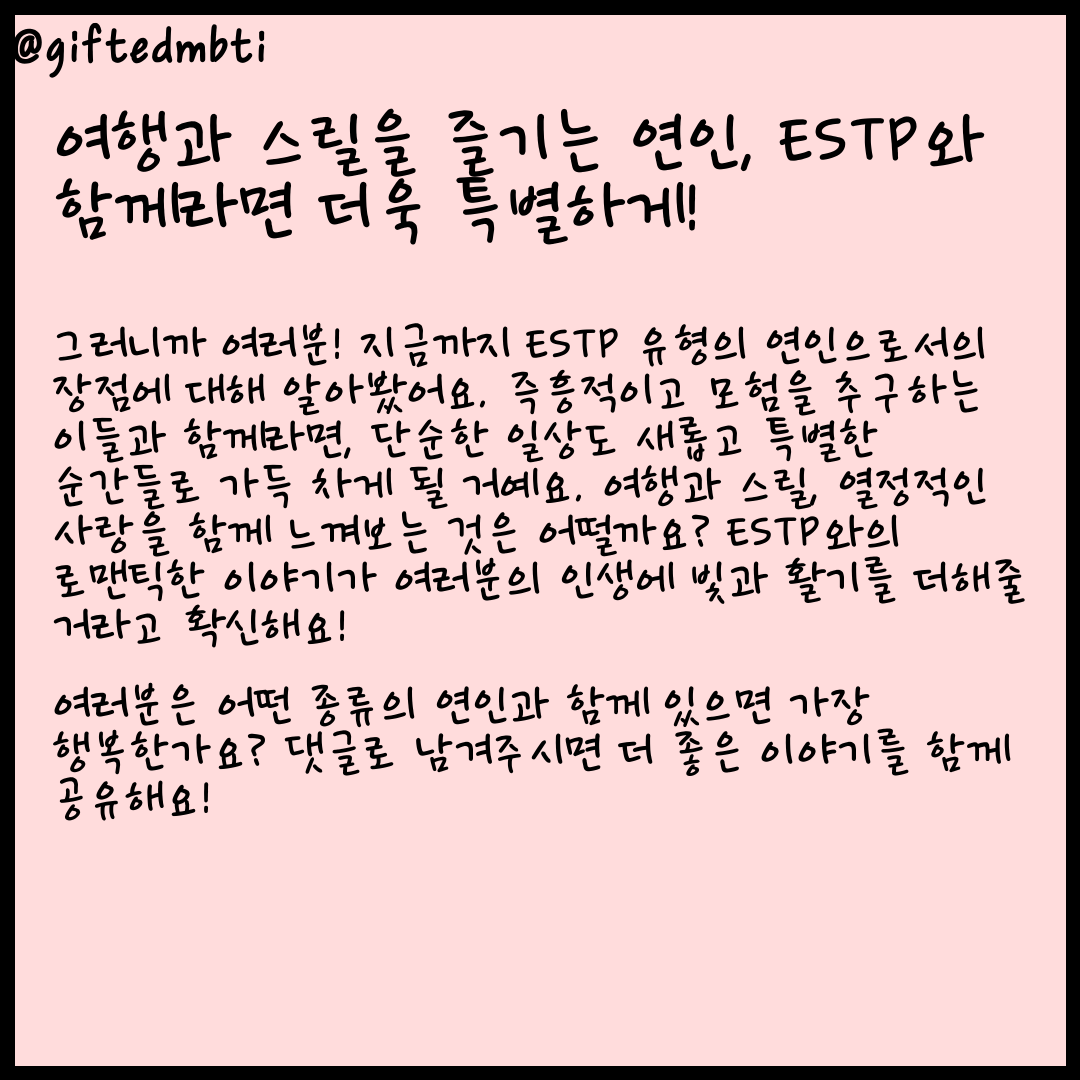 @giftedmbti
여행과 스릴을 즐기는 연인, ESTP와
함께라면 더욱 특별하게!
그러니까 여러분! 지금까지 ESTP 유형의 연인으로서의
장점에 대해 알아봤어요. 즉흥적이고 모험을 추구하는
이들과 함께라면, 단순한 일상도 새롭고 특별한
순간들로 가득 차게 될 거예요. 여행과 스릴, 열정적인
사랑을 함께 느껴보는 것은 어떨까요? ESTP와의
로맨틱한 이야기가 여러분의 인생에 빛과 활기를 더해줄
거라고 확신해요!
여러분은 어떤 종류의 연인과 함께 있으면 가장
행복한가요? 댓글로 남겨주시면 더 좋은 이야기를 함께
공유해요!